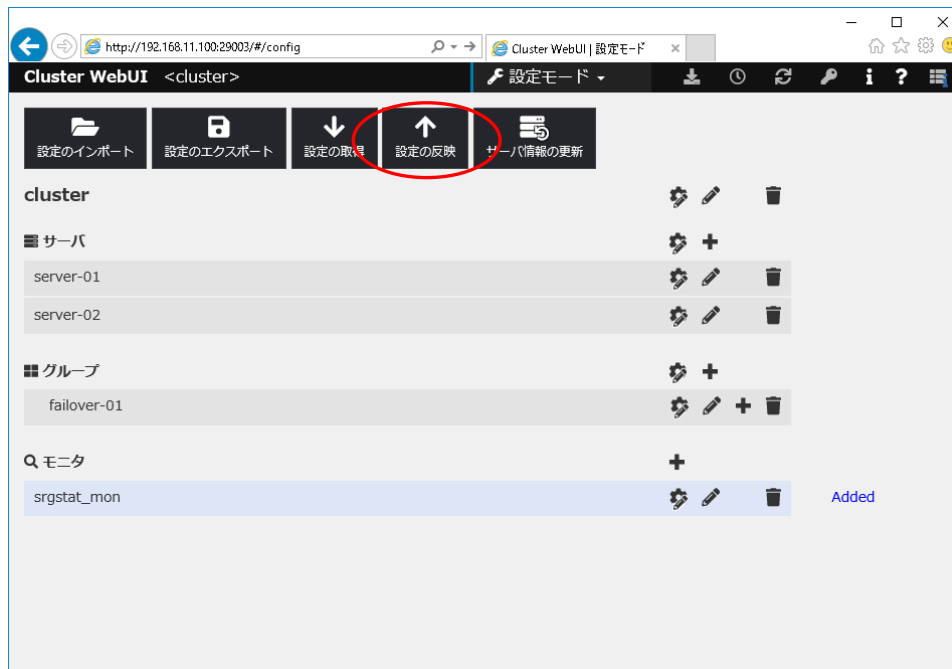 http://192.168.11.100:29003/#/config
Cluster WebUI | 設定モード
Cluster WebUI <cluster>
設定モード
設定のインポート
設定のエクスポート
設定の取得
設定の反映
サーバ情報の更新
cluster
サーバ
server-01
server-02
グループ
failover-01
モニタ
srgstat_mon
Added